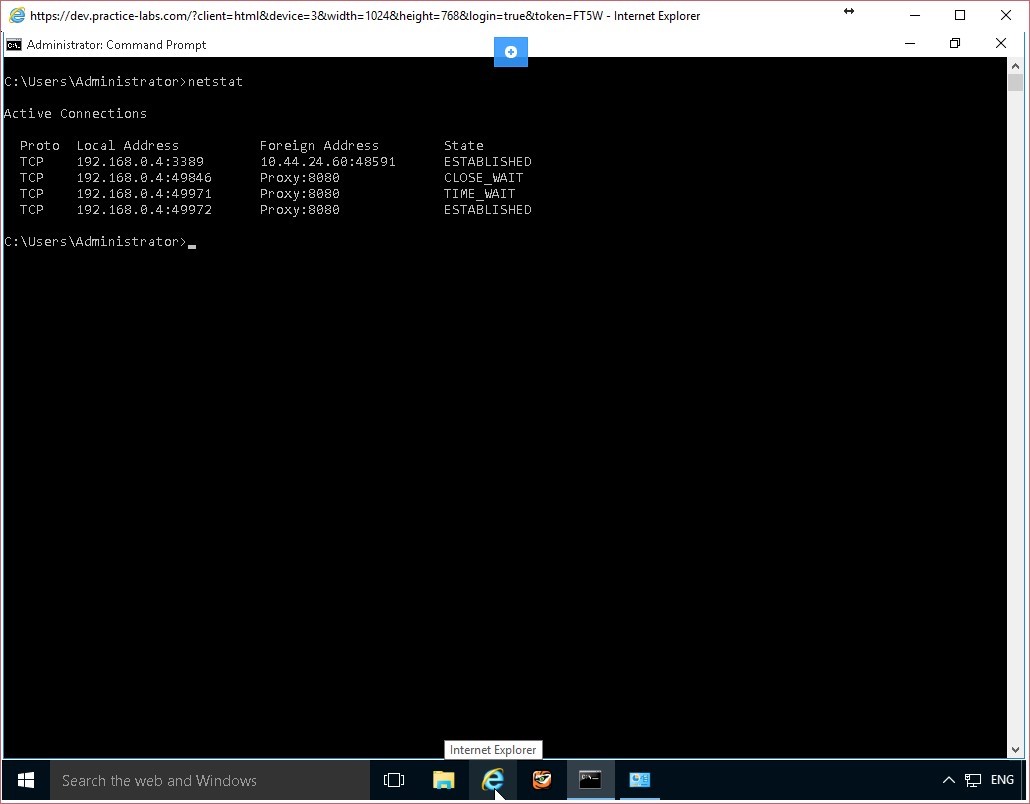 https://dev.practice-labs.com/?client=html&device=3&width=1024&height=768&login=true&token=FT5W - Internet Explorer
Administrator: Command Prompt
C:\Users\Administrator>netstat
Active Connections
Proto Local Address Foreign Address State
TCP 192.168.0.4:3389 10.44.24.60:48591 ESTABLISHED
TCP 192.168.0.4:49846 Proxy:8080 CLOSE_WAIT
TCP 192.168.0.4:49971 Proxy:8080 TIME_WAIT
TCP 192.168.0.4:49972 Proxy:8080 ESTABLISHED
C:\Users\Administrator>
Internet Explorer
Search the web and Windows
ENG